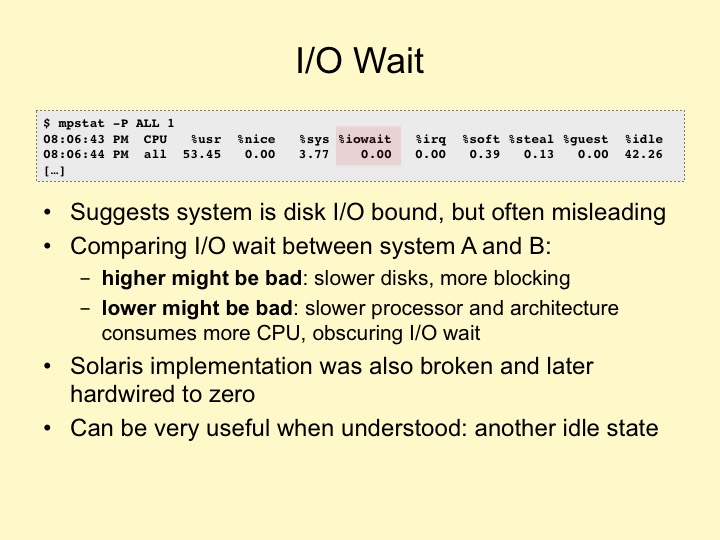 I/O Wait
$ mpstat -P ALL 1
08:06:43 PM  CPU   %usr  %nice   %sys %iowait   %irq  %soft %steal %guest  %idle
08:06:44 PM  all  53.45   0.00   3.77    0.00   0.00   0.39   0.13   0.00  42.26
[…]
• Suggests system is disk I/O bound, but often misleading
• Comparing I/O wait between system A and B:
– higher might be bad: slower disks, more blocking
– lower might be bad: slower processor and architecture
consumes more CPU, obscuring I/O wait
• Solaris implementation was also broken and later
hardwired to zero
• Can be very useful when understood: another idle state